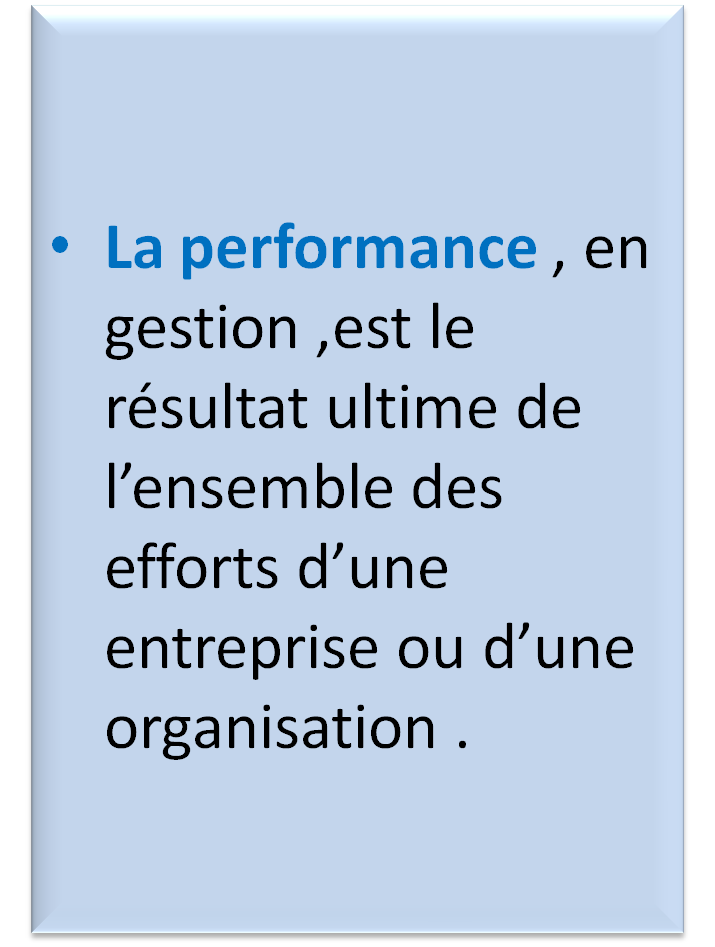 • La performance , en
gestion ,est le
résultat ultime de
l’ensemble des
efforts d’une
entreprise ou d’une
organisation .